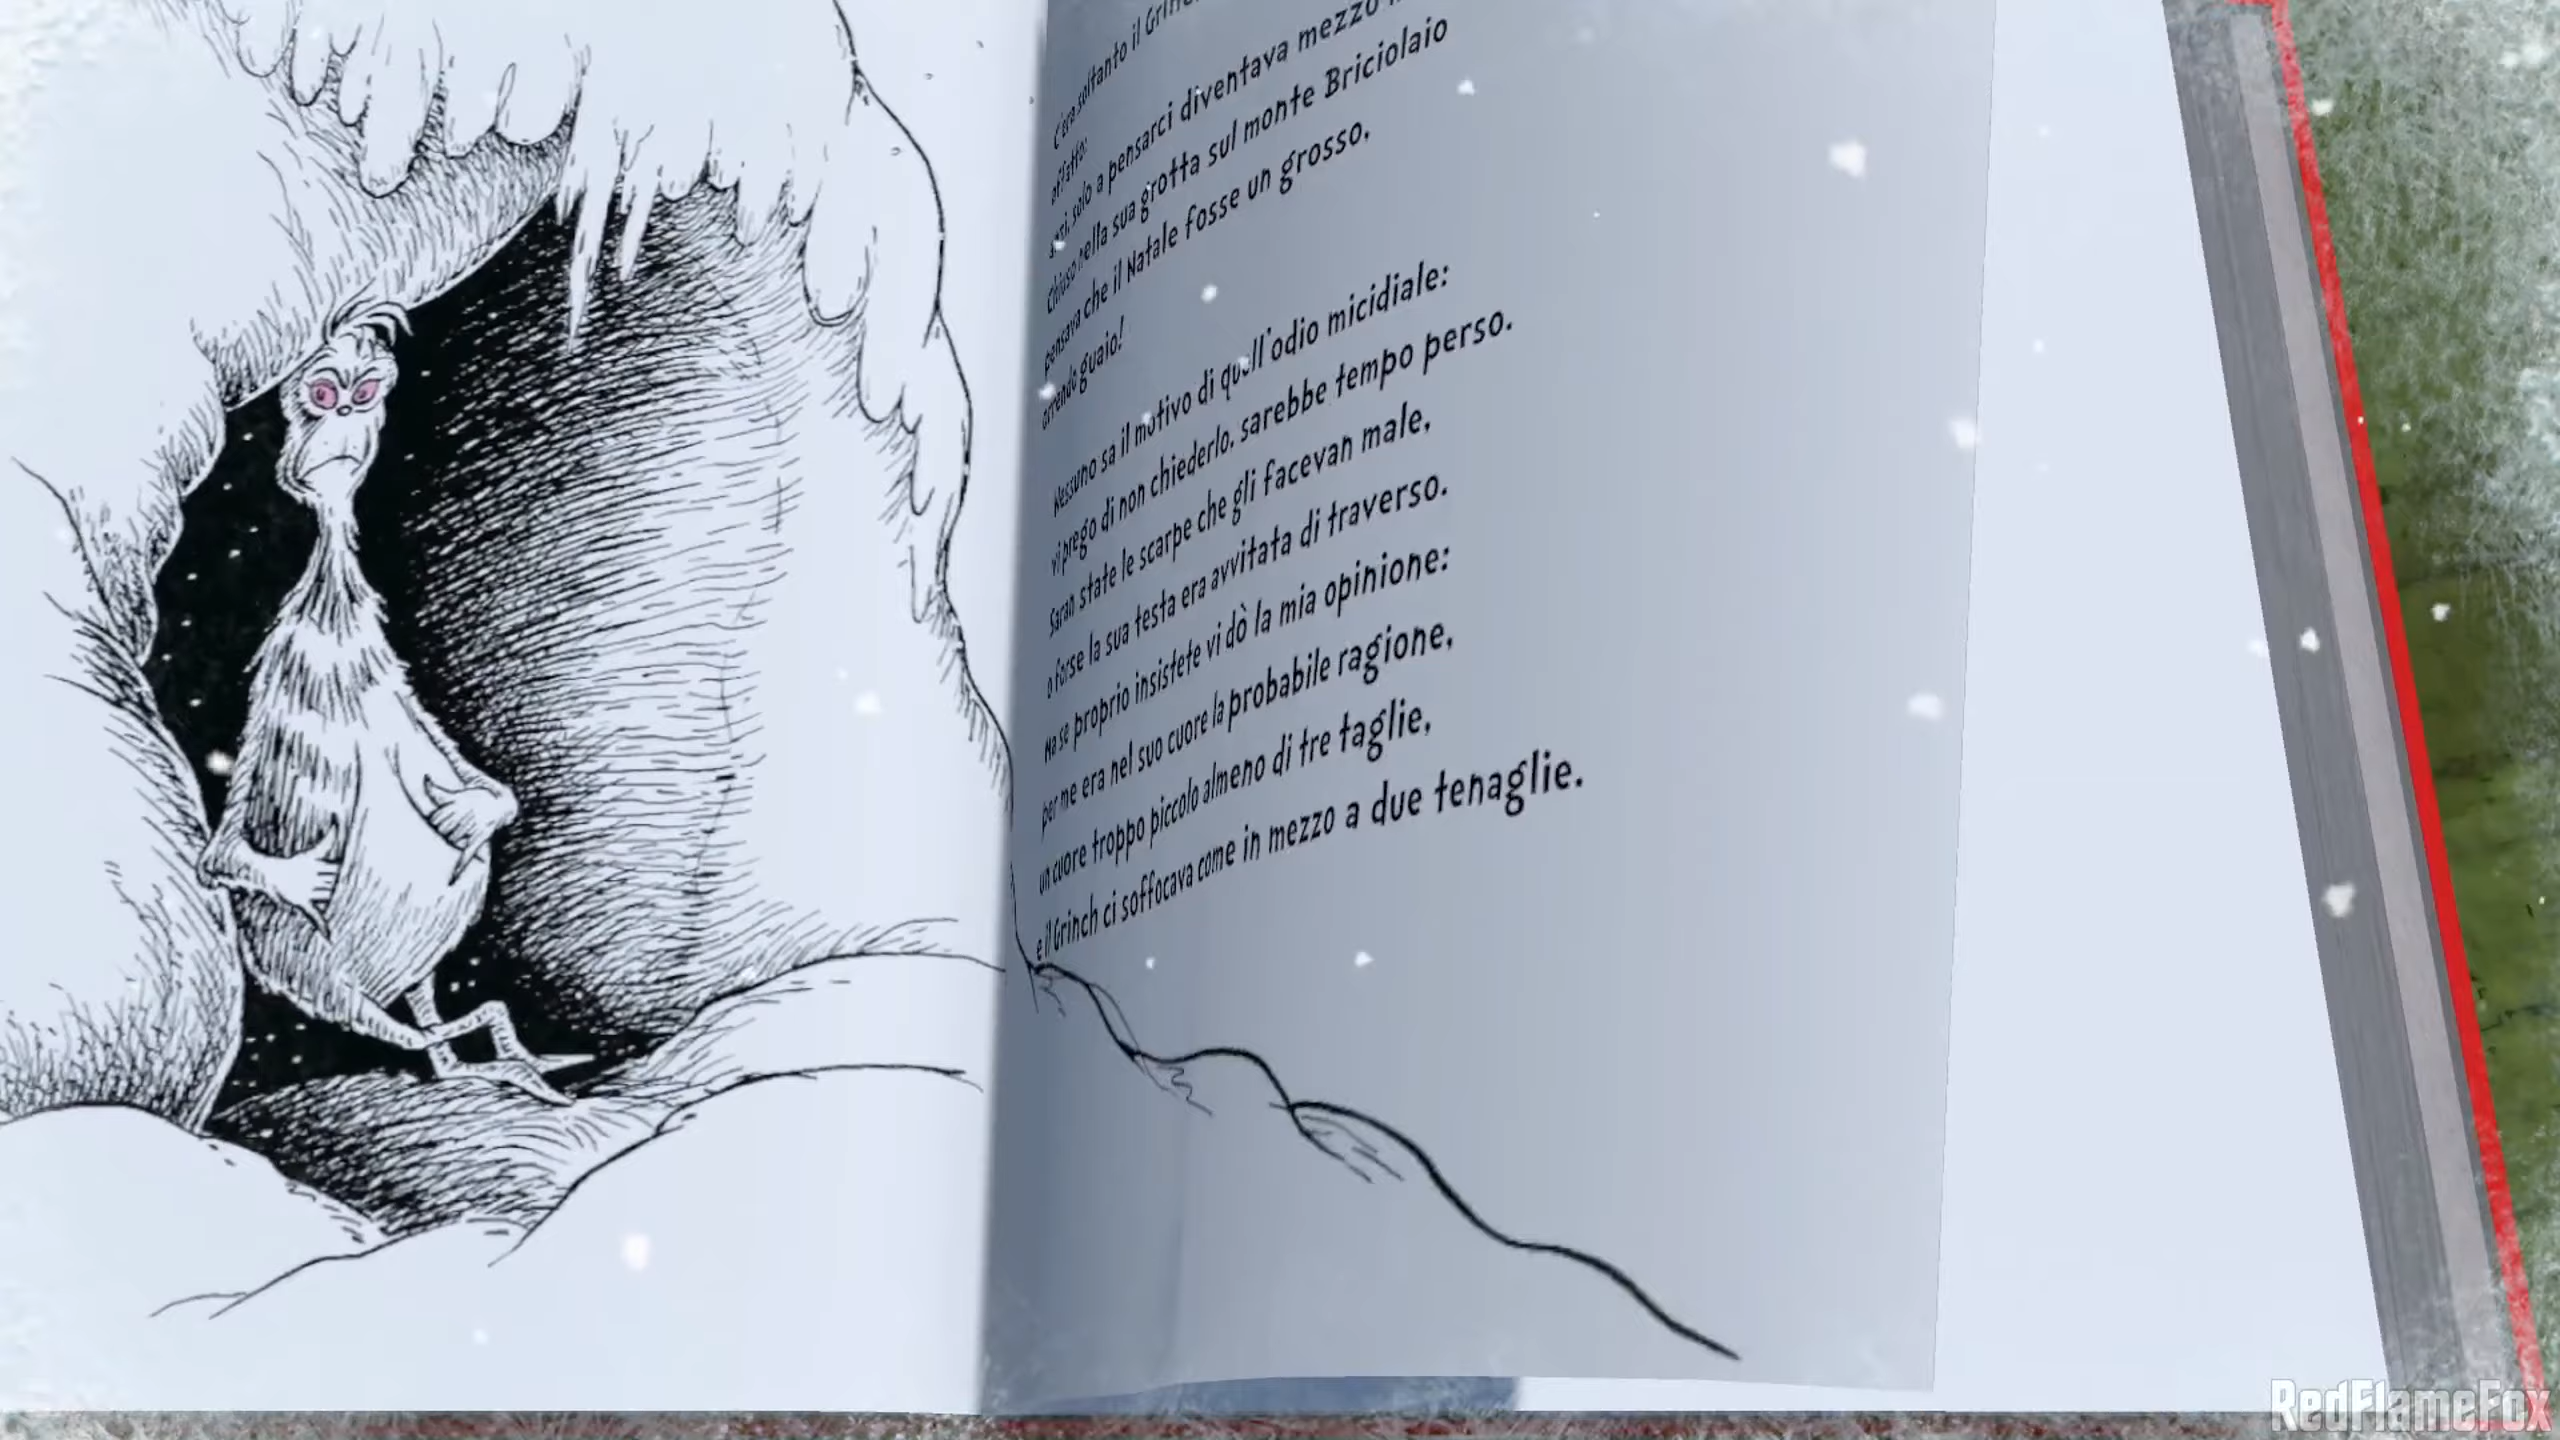 C'era soltanto il Grinch
affatto:
anzi, solo a pensarci diventava mezzo
Chiuso nella sua grotta sul monte Briciolaio
pensava che il Natale fosse un grosso,
orrendo guaio!
Nessuno sa il motivo di quell'odio micidiale:
vi prego di non chiederlo, sarebbe tempo perso.
Saran state le scarpe che gli facevan male,
o forse la sua testa era avvitata di traverso.
Ma se proprio insistete vi dò la mia opinione:
per me era nel suo cuore la probabile ragione,
un cuore troppo piccolo almeno di tre taglie,
e il Grinch ci soffocava come in mezzo a due tenaglie.
RedFlameFox